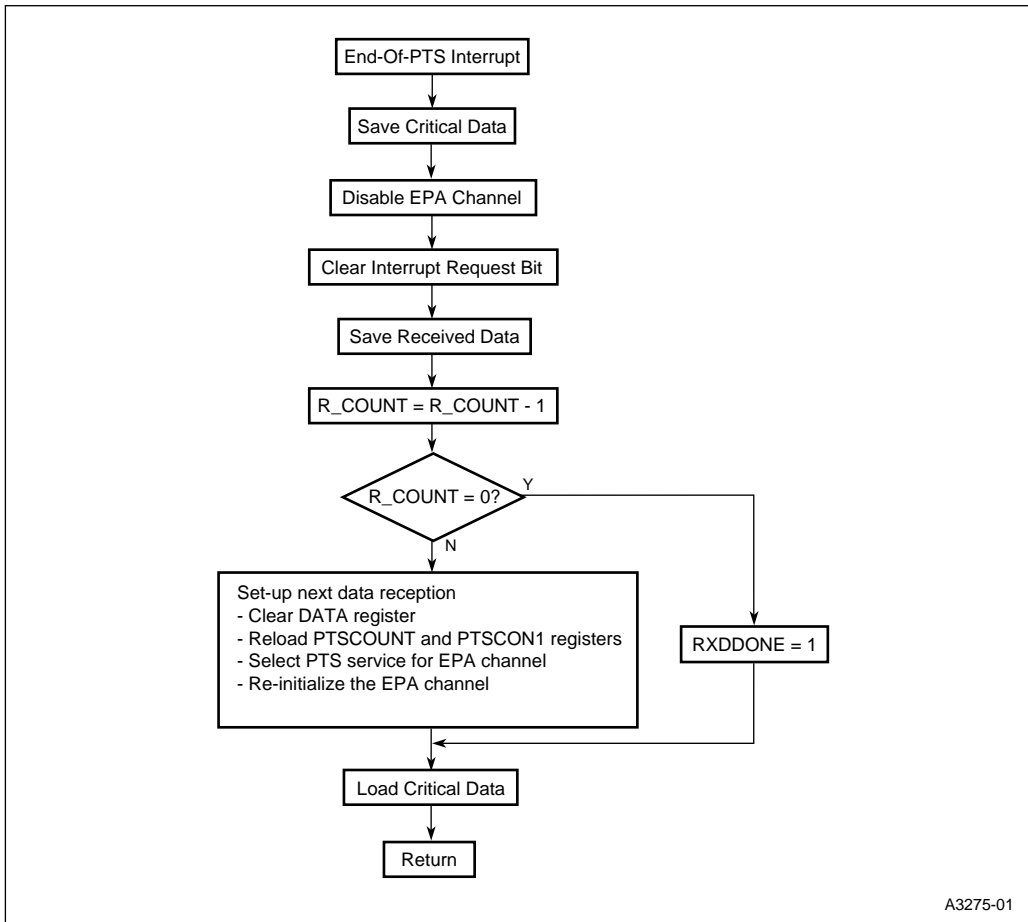 End-Of-PTS Interrupt
Save Critical Data
Disable EPA Channel
Clear Interrupt Request Bit
Save Received Data
R_COUNT = R_COUNT - 1
R_COUNT = 0?
Y
N
Set-up next data reception
- Clear DATA register
- Reload PTSCOUNT and PTSCON1 registers
- Select PTS service for EPA channel
- Re-initialize the EPA channel
RXDDONE = 1
Load Critical Data
Return
A3275-01